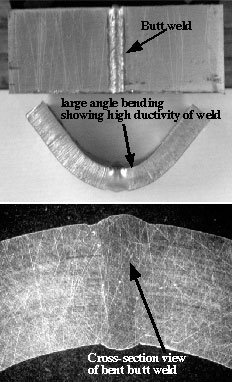 Butt weld
large angle bending
showing high ductivity of weld
Cross-section view
of bent butt weld